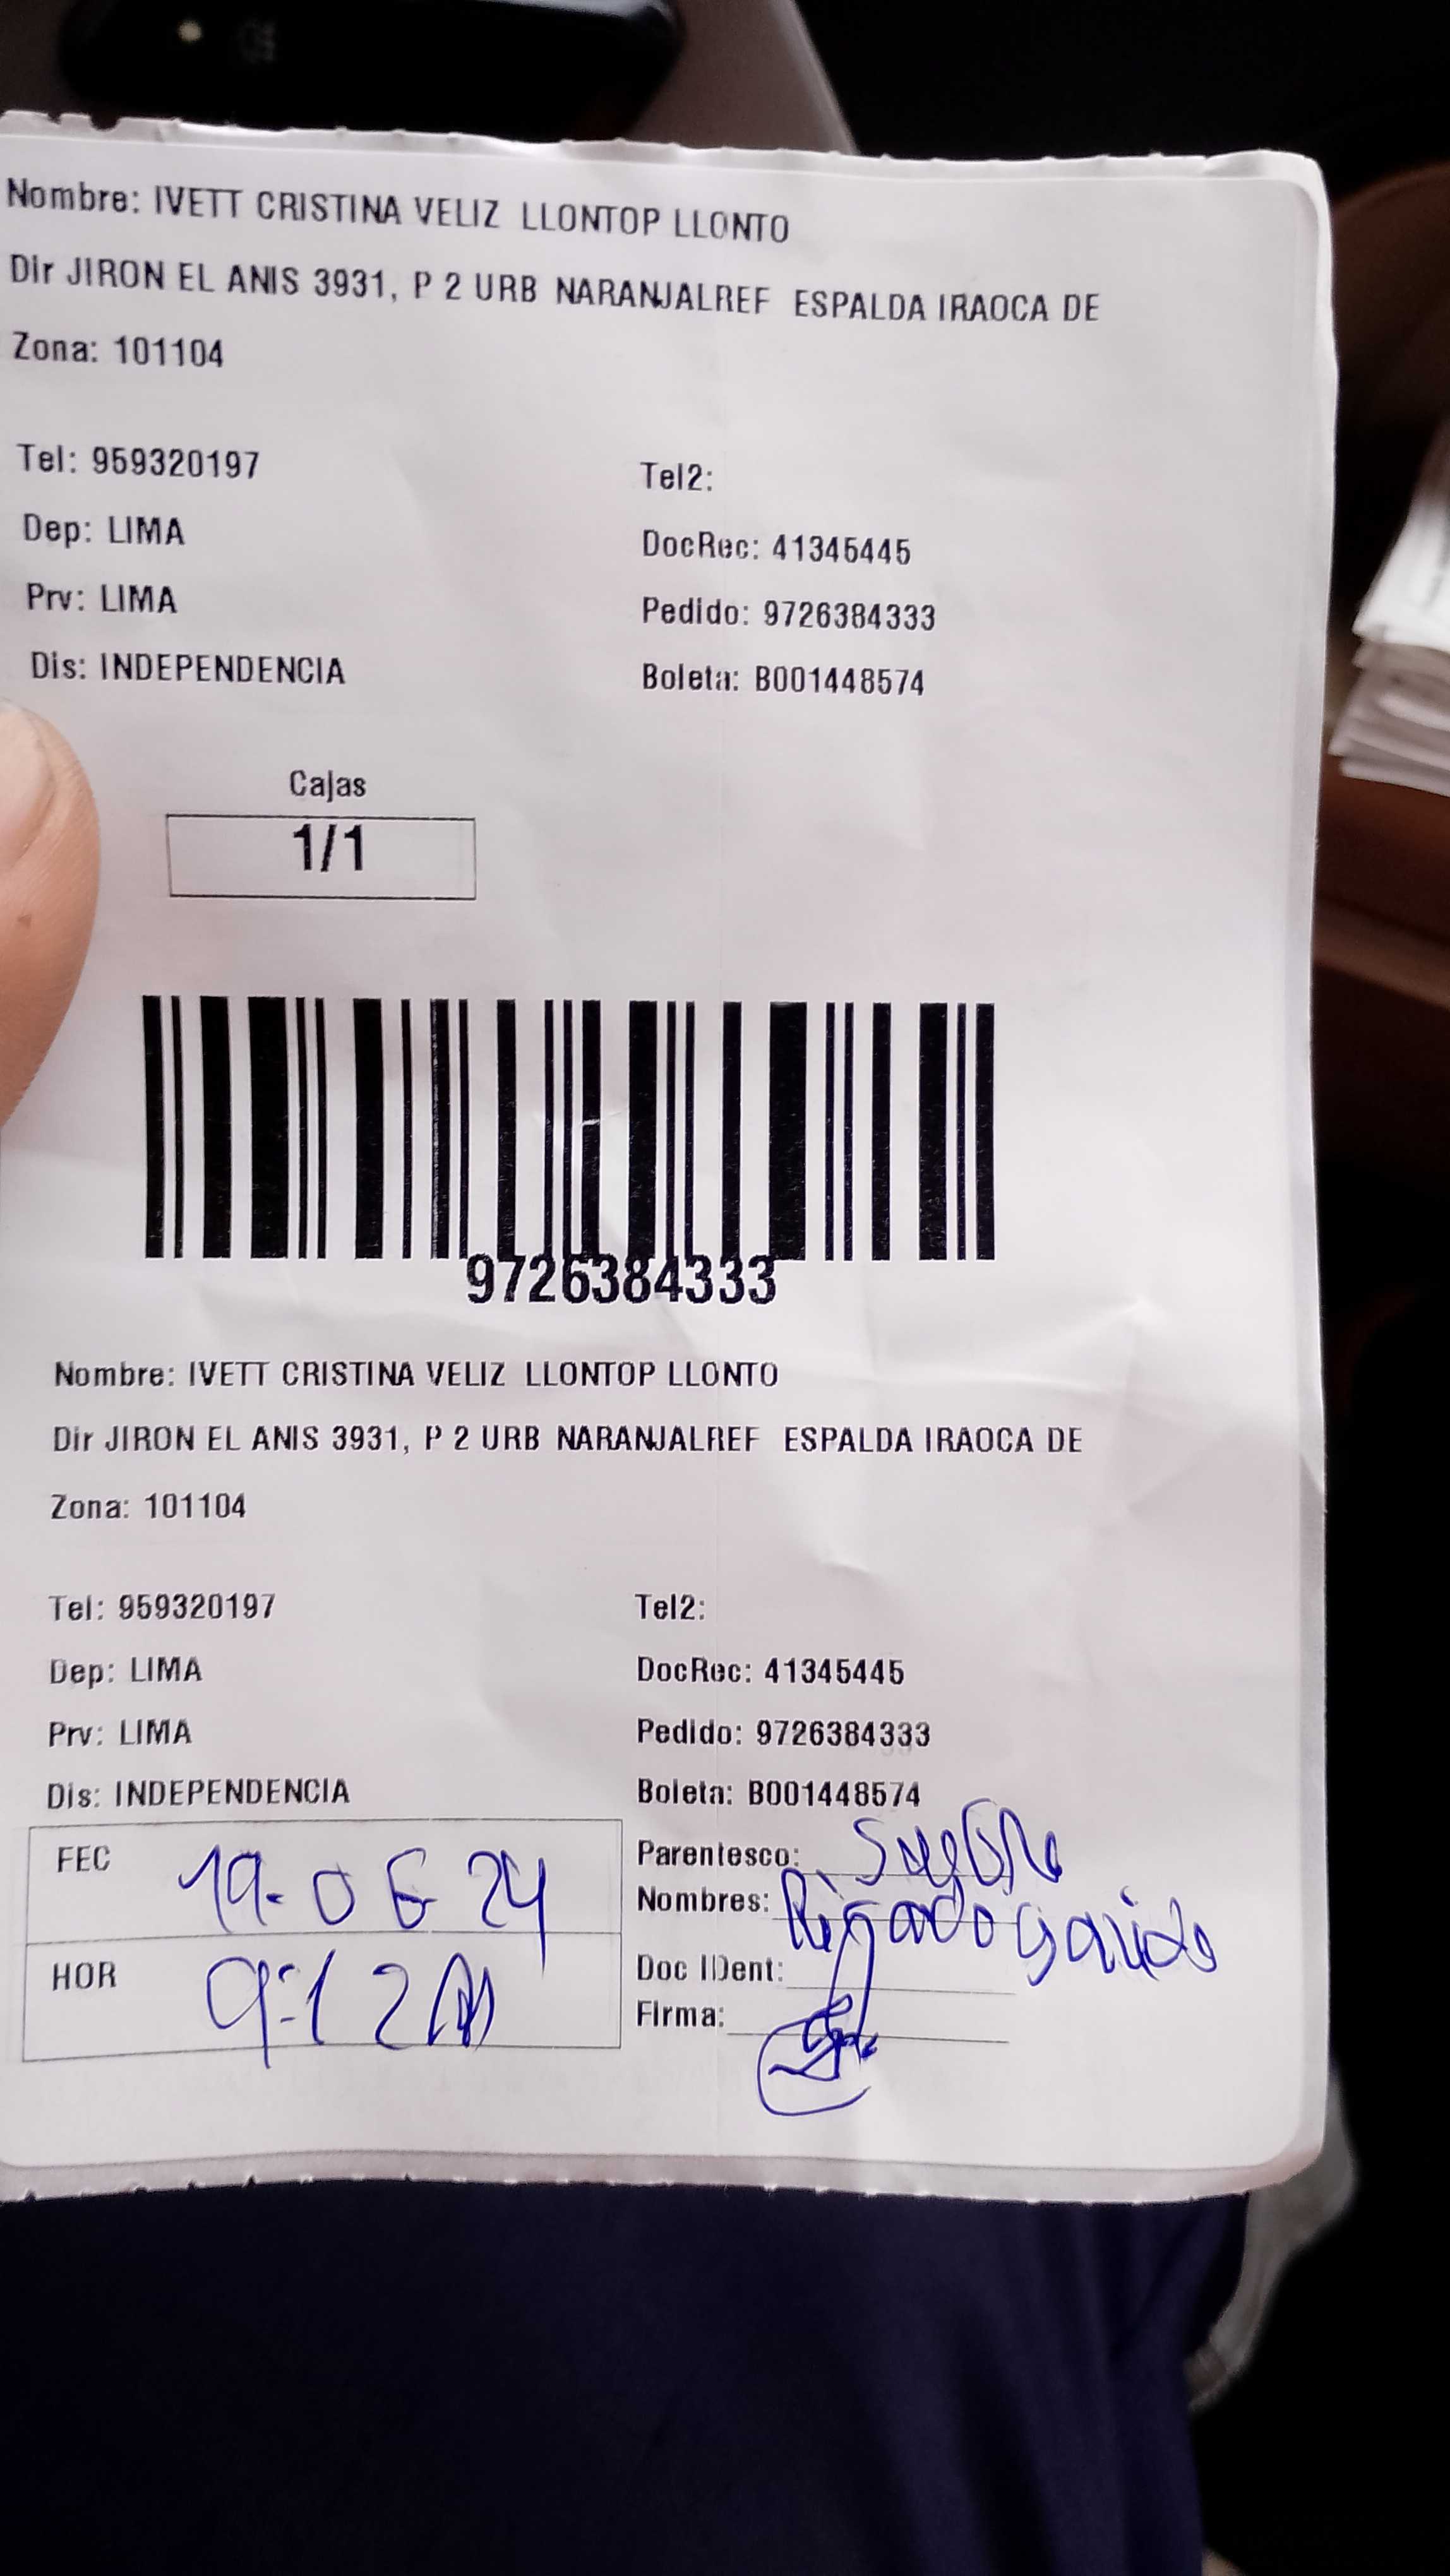 Nombre: IVETT CRISTINA VELIZ LLONTOP LLONTO
Dir JIRON EL ANIS 3931, P 2 URB NARANJALREF ESPALDA IRAOCA DE
Zona: 101104
Tel: 959320197 Tel2:
Dep: LIMA DocRec: 41345445
Prv: LIMA Pedido: 9726384333
Dis: INDEPENDENCIA Boleta: B001448574
Cajas
1/1
9726384333
Nombre: IVETT CRISTINA VELIZ LLONTOP LLONTO
Dir JIRON EL ANIS 3931, P 2 URB NARANJALREF ESPALDA IRAOCA DE
Zona: 101104
Tel: 959320197 Tel2:
Dep: LIMA DocRec: 41345445
Prv: LIMA Pedido: 9726384333
Dis: INDEPENDENCIA Boleta: B001448574
FEC 19-06-24 Parentesco:
Nombres:
HOR 9:12 Doc IDent:
Firma: